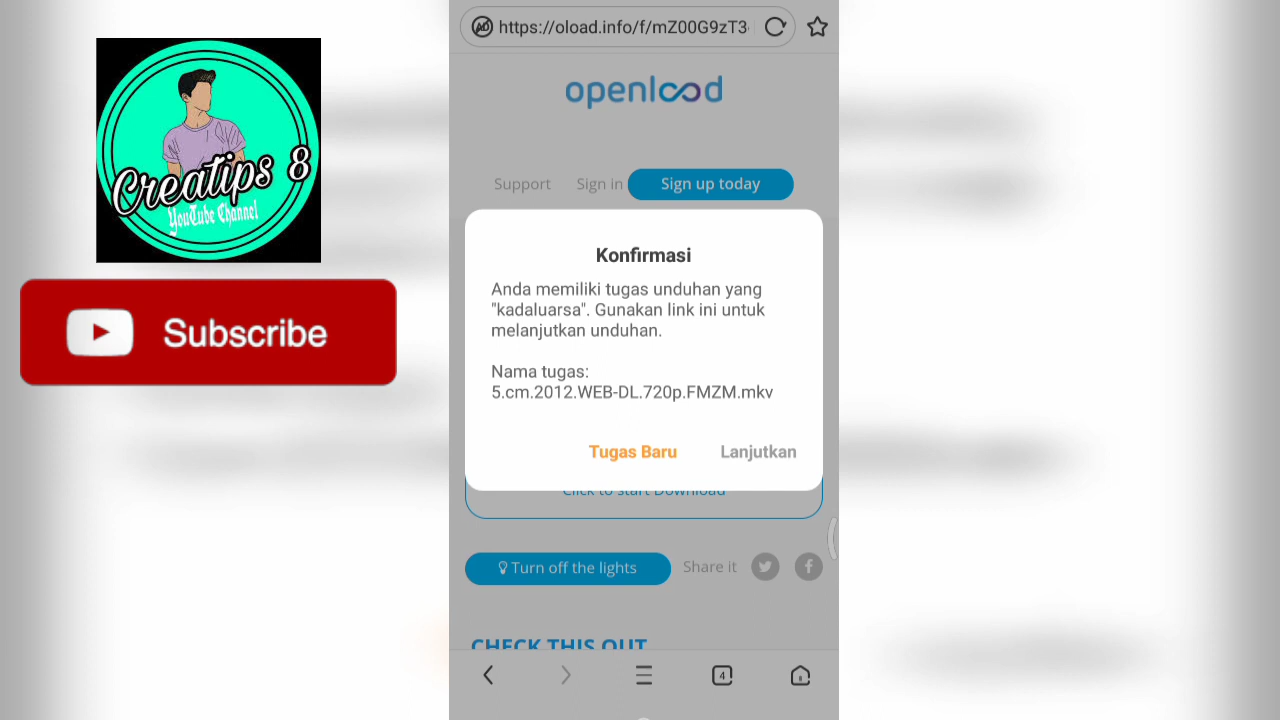 Creatips 8
YouTube Channel
Subscribe
https://oload.info/f/mZ00G9zT3
openlood
Support
Sign in
Sign up today
Konfirmasi
Anda memiliki tugas unduhan yang
"kadaluarsa". Gunakan link ini untuk
melanjutkan unduhan.
Nama tugas:
5.cm.2012.WEB-DL.720p.FMZM.mkv
Tugas Baru
Lanjutkan
Click to start Download
Turn off the lights
Share it
CHECK THIS OUT
4